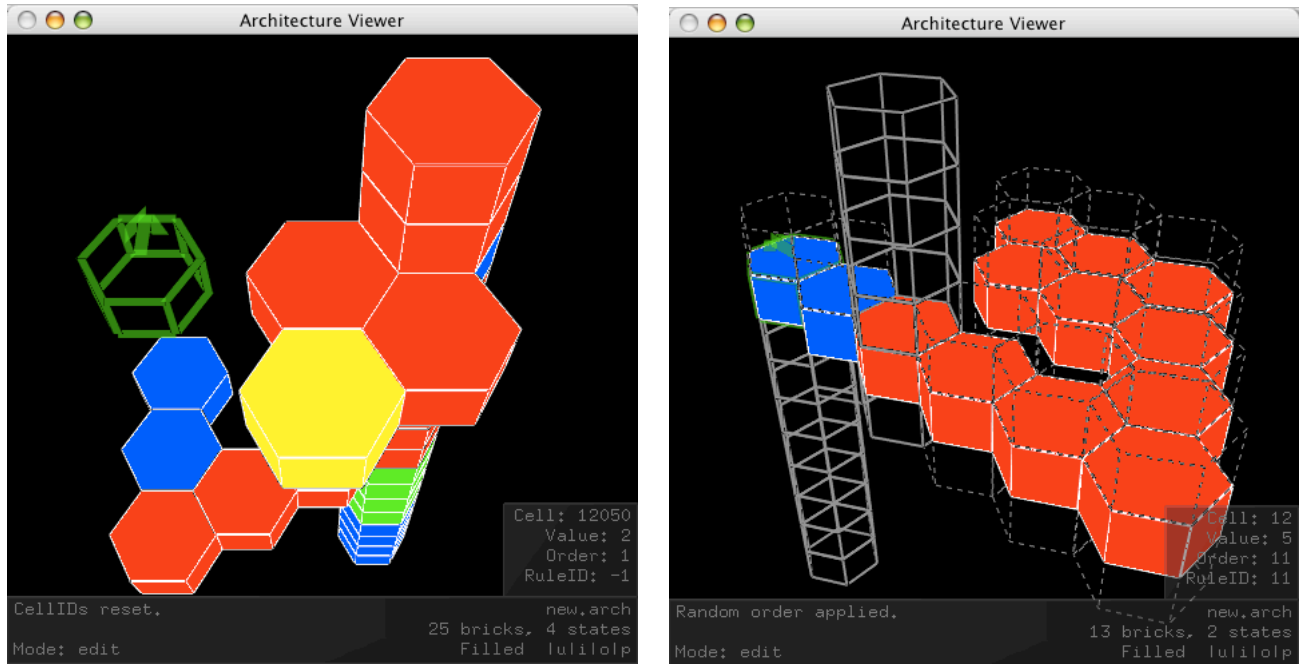 Architecture Viewer
Cell: 12050
Value: 2
Order: 1
RuleID: -1
CellIDs reset.
new.arch
25 bricks, 4 states
Mode: edit
Filled lulilolp
Architecture Viewer
Cell: 12
Value: 5
Order: 11
RuleID: 11
Random order applied.
new.arch
13 bricks, 2 states
Mode: edit
Filled lulilolp